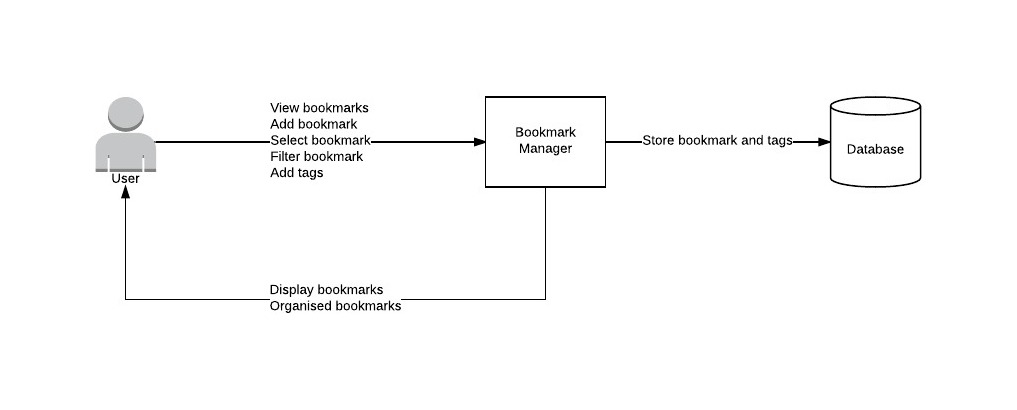 View bookmarks
Add bookmark
Select bookmark
Filter bookmark
Add tags
User
Bookmark
Manager
Store bookmark and tags
Database
Display bookmarks
Organised bookmarks